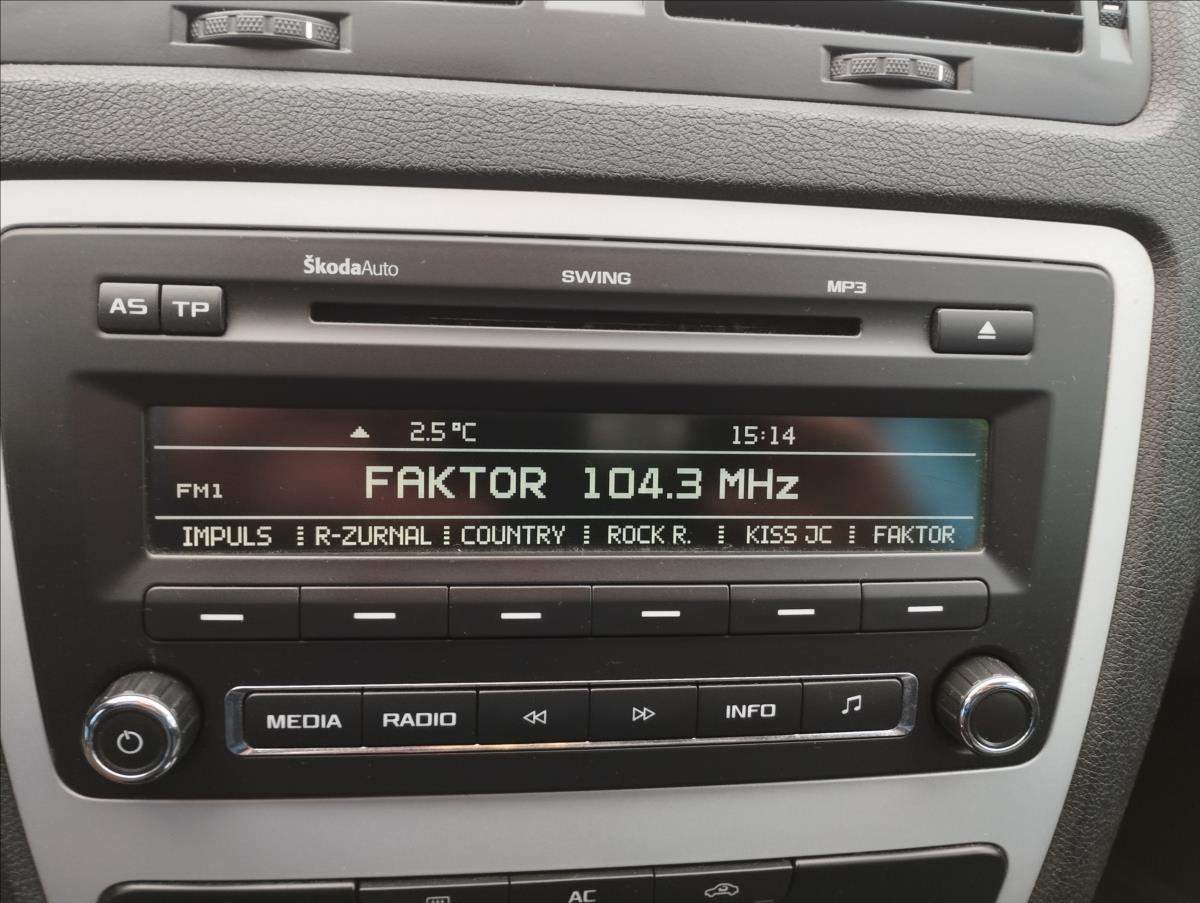 ŠkodaAuto SWING MP3
AS TP
2.5 °C 15:14
FM1 FAKTOR 104.3 MHz
IMPULS R-ZURNAL COUNTRY ROCK R. KISS JC FAKTOR
MEDIA RADIO INFO
AC